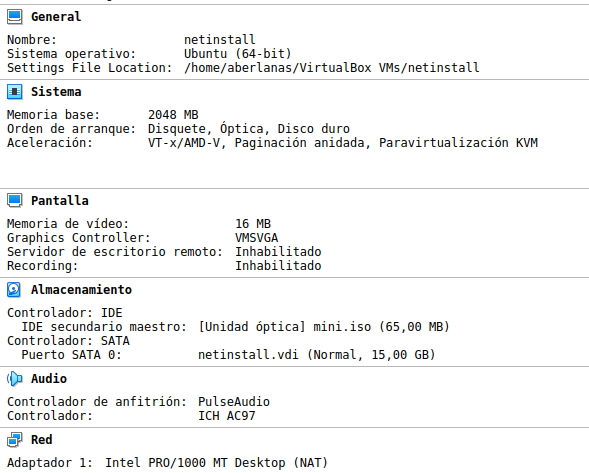 General
Nombre: netinstall
Sistema operativo: Ubuntu (64-bit)
Settings File Location: /home/aberlanas/VirtualBox VMs/netinstall
Sistema
Memoria base: 2048 MB
Orden de arranque: Disquete, Óptica, Disco duro
Aceleración: VT-x/AMD-V, Paginación anidada, Paravirtualización KVM
Pantalla
Memoria de vídeo: 16 MB
Graphics Controller: VMSVGA
Servidor de escritorio remoto: Inhabilitado
Recording: Inhabilitado
Almacenamiento
Controlador: IDE
IDE secundario maestro: [Unidad óptica] mini.iso (65,00 MB)
Controlador: SATA
Puerto SATA 0: netinstall.vdi (Normal, 15,00 GB)
Audio
Controlador de anfitrión: PulseAudio
Controlador: ICH AC97
Red
Adaptador 1: Intel PRO/1000 MT Desktop (NAT)